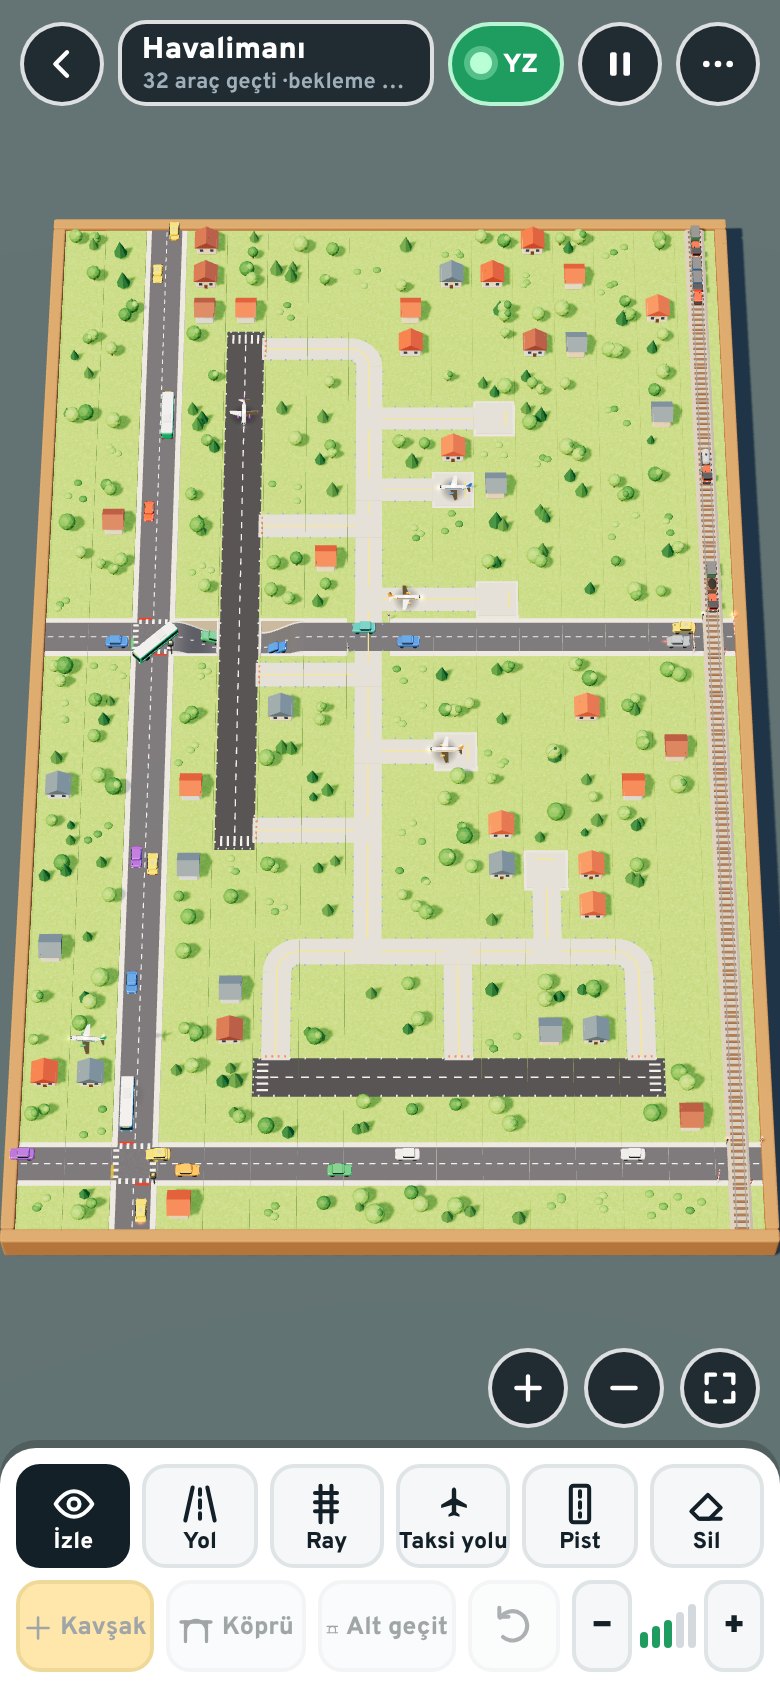 Havalimanı
32 araç geçti ·bekleme ...
YZ
İzle
Yol
Ray
Taksi yolu
Pist
Sil
Kavşak
Köprü
Alt geçit